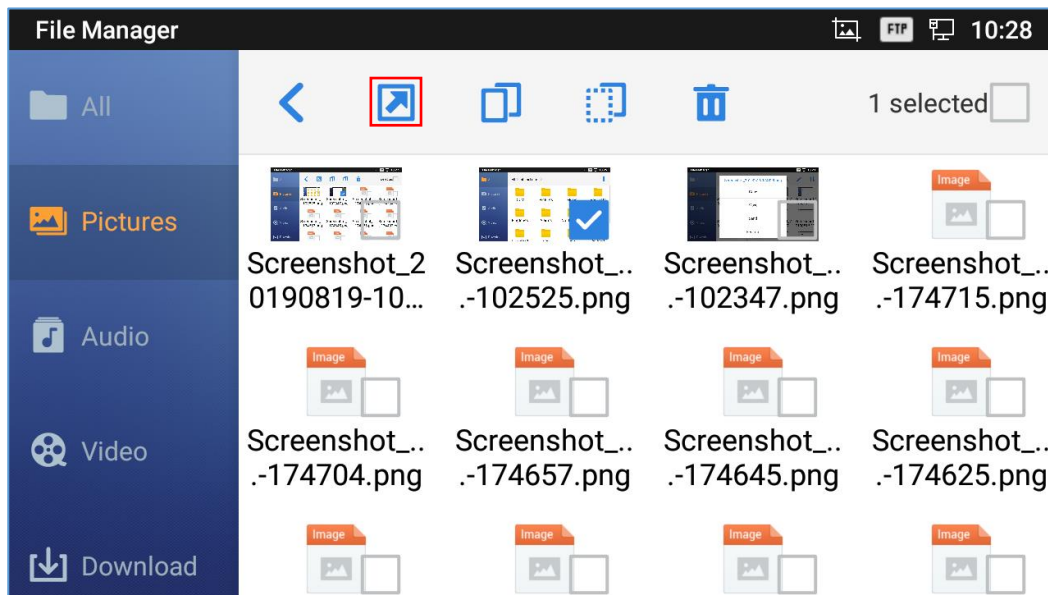 File Manager
FTP 10:28
All
1 selected
Pictures
Image
Screenshot_2
0190819-10...
Screenshot_..
.-102525.png
Screenshot_..
.-102347.png
Screenshot_..
.-174715.png
Audio
Image
Image
Image
Image
Screenshot_..
.-174704.png
Screenshot_..
.-174657.png
Screenshot_..
.-174645.png
Screenshot_..
.-174625.png
Video
Image
Image
Image
Image
Download